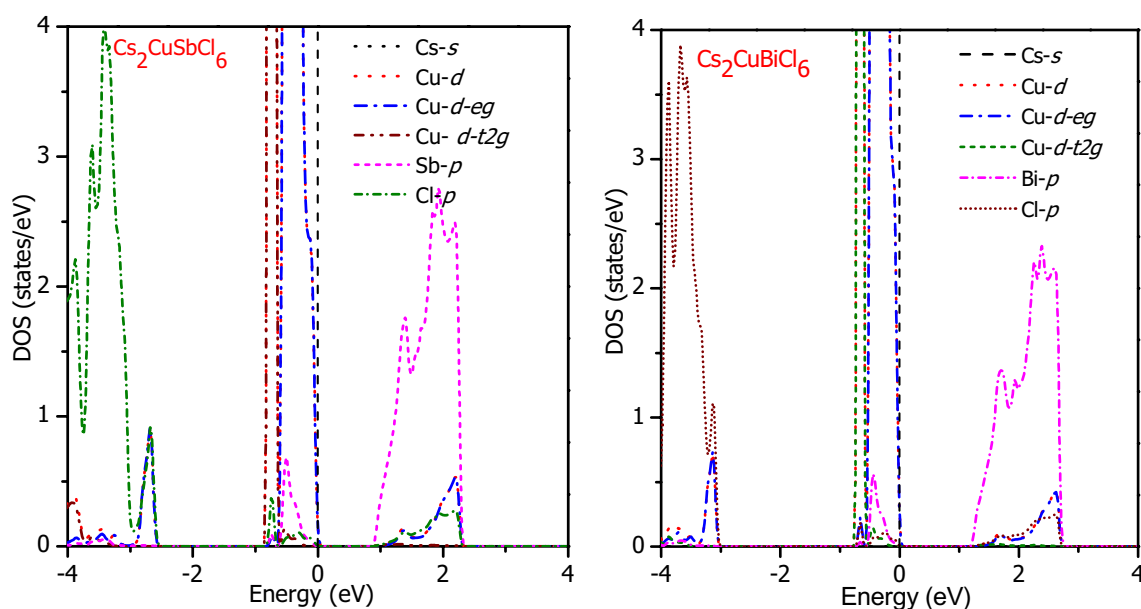 Cs2CuSbCl6
Cs-s
Cu-d
Cu-d-eg
Cu- d-t2g
Sb-p
Cl-p
DOS (states/eV)
4
3
2
1
0
-4
-2
0
2
4
Energy (eV)
Cs2CuBiCl6
Cs-s
Cu-d
Cu-d-eg
Cu-d-t2g
Bi-p
Cl-p
DOS (states/eV)
4
3
2
1
0
-4
-2
0
2
4
Energy (eV)